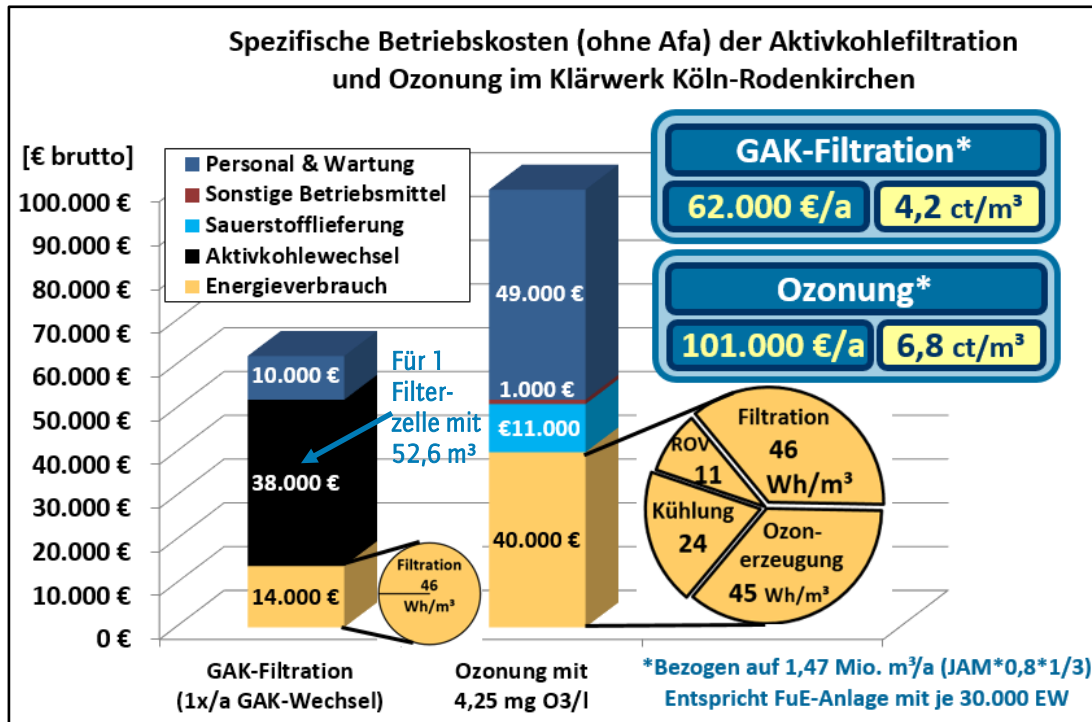 Spezifische Betriebskosten (ohne Afa) der Aktivkohlefiltration
und Ozonung im Klärwerk Köln-Rodenkirchen
[€ brutto]
100.000 €
90.000 €
80.000 €
70.000 €
60.000 €
50.000 €
40.000 €
30.000 €
20.000 €
10.000 €
0 €
Personal & Wartung
Sonstige Betriebsmittel
Sauerstofflieferung
Aktivkohlewechsel
Energieverbrauch
10.000 €
38.000 €
14.000 €
Für 1
Filter-
zelle mit
52,6 m³
Filtration
46
Wh/m³
49.000 €
1.000 €
€11.000
40.000 €
GAK-Filtration*
62.000 €/a
4,2 ct/m³
Ozonung*
101.000 €/a
6,8 ct/m³
Filtration
46
Wh/m³
ROV
11
Kühlung
24
Ozon-
erzeugung
45 Wh/m³
GAK-Filtration
(1x/a GAK-Wechsel)
Ozonung mit
4,25 mg O3/l
*Bezogen auf 1,47 Mio. m³/a (JAM*0,8*1/3)
Entspricht FuE-Anlage mit je 30.000 EW